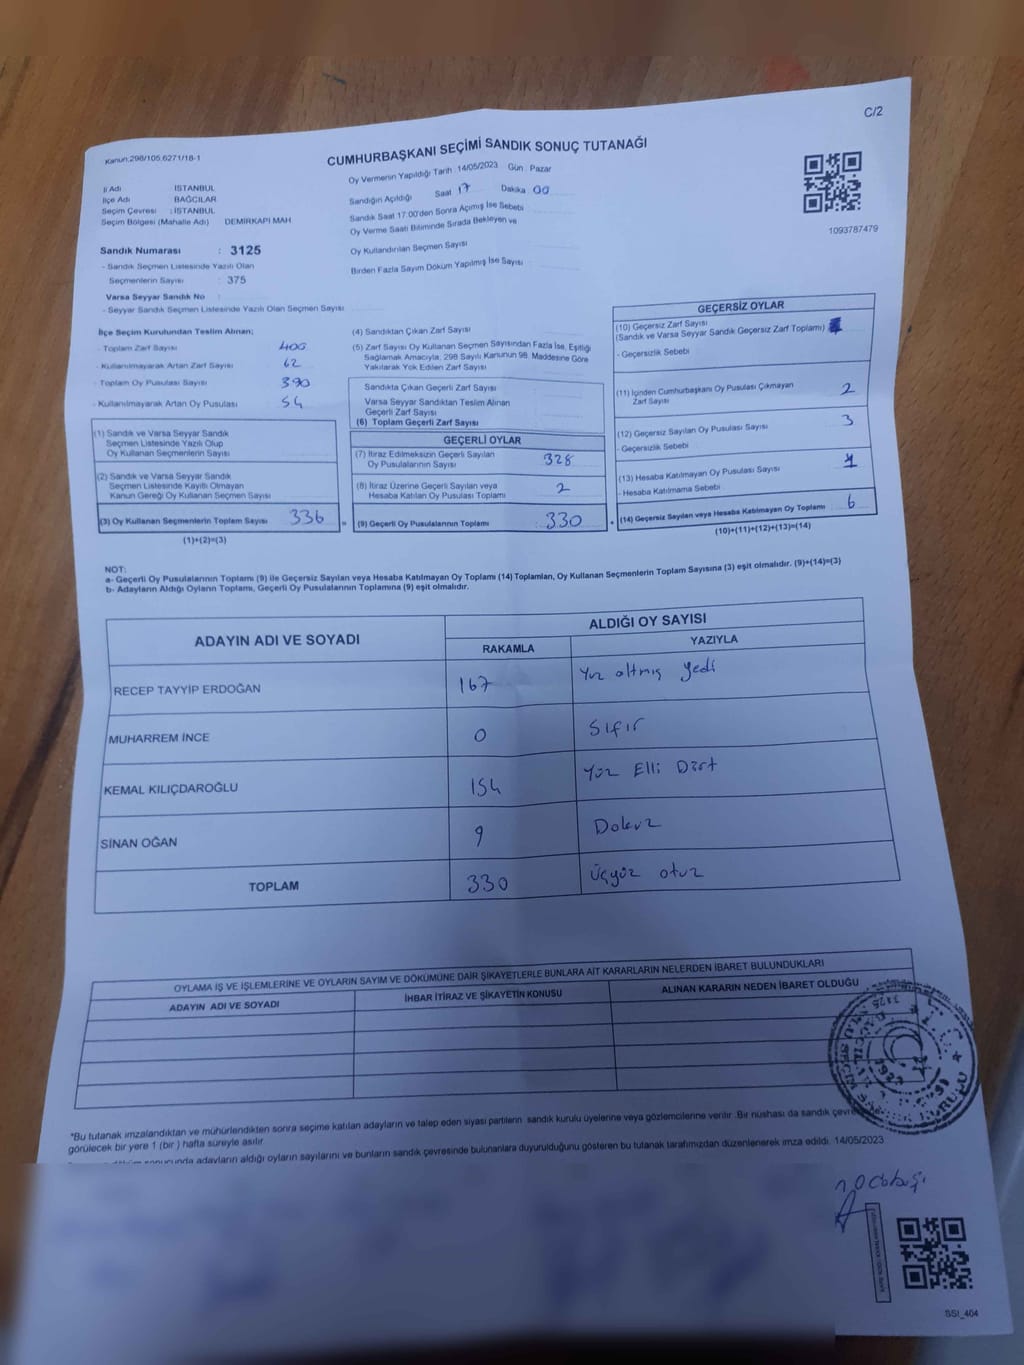 C/2
Kanun:298/105.6271/18-1
CUMHURBAŞKANI SEÇİMİ SANDIK SONUÇ TUTANAĞI
Oy Vermenin Yapıldığı Tarih 14/05/2023 Gün Pazar
İl Adı İSTANBUL
İlçe Adı BAĞCILAR
Seçim Çevresi : İSTANBUL
Seçim Bölgesi (Mahalle Adı) DEMİRKAPI MAH
Sandığın Açıldığı Saat 17 Dakika 00
Sandık Saat 17:00'den Sonra Açımış İse Sebebi
Oy Verme Saati Bitiminde Sırada Bekleyen ve
Oy Kullandırılan Seçmen Sayısı
Birden Fazla Sayım Döküm Yapılmış İse Sayısı
1093787479
Sandık Numarası : 3125
- Sandık Seçmen Listesinde Yazılı Olan
Seçmenlerin Sayısı : 375
Varsa Seyyar Sandık No :
- Seyyar Sandık Seçmen Listesinde Yazılı Olan Seçmen Sayısı
İlçe Seçim Kurulundan Teslim Alınan;
- Toplam Zarf Sayısı 400
- Kullanılmayarak Artan Zarf Sayısı 62
- Toplam Oy Pusulası Sayısı 390
- Kullanılmayarak Artan Oy Pusulası 54
(1) Sandık ve Varsa Seyyar Sandık
Seçmen Listesinde Yazılı Olup
Oy Kullanan Seçmenlerin Sayısı
(2) Sandık ve Varsa Seyyar Sandık
Seçmen Listesinde Kayıtlı Olmayan
Kanun Gereği Oy Kullanan Seçmen Sayısı
(3) Oy Kullanan Seçmenlerin Toplam Sayısı 336
(1)+(2)=(3)
(4) Sandıktan Çıkan Zarf Sayısı
(5) Zarf Sayısı Oy Kullanan Seçmen Sayısından Fazla İse, Eşitliği
Sağlamak Amacıyla; 298 Sayılı Kanunun 98. Maddesine Göre
Yakılarak Yok Edilen Zarf Sayısı
Sandıkta Çıkan Geçerli Zarf Sayısı
Varsa Seyyar Sandıktan Teslim Alınan
Geçerli Zarf Sayısı
(6) Toplam Geçerli Zarf Sayısı
GEÇERLİ OYLAR
(7) İtiraz Edilmeksizin Geçerli Sayılan
Oy Pusulalarının Sayısı 328
(8) İtiraz Üzerine Geçerli Sayılan veya
Hesaba Katılan Oy Pusulası Toplamı 2
= (9) Geçerli Oy Pusulalarının Toplamı : 330
GEÇERSİZ OYLAR
(10) Geçersiz Zarf Sayısı
(Sandık ve Varsa Seyyar Sandık Geçersiz Zarf Toplamı)
- Geçersizlik Sebebi
(11) İçinden Cumhurbaşkanı Oy Pusulası Çıkmayan
Zarf Sayısı 2
(12) Geçersiz Sayılan Oy Pusulası Sayısı 3
- Geçersizlik Sebebi
(13) Hesaba Katılmayan Oy Pusulası Sayısı 1
- Hesaba Katılmama Sebebi
+ (14) Geçersiz Sayılan veya Hesaba Katılmayan Oy Toplamı 6
(10)+(11)+(12)+(13)=(14)
NOT:
a- Geçerli Oy Pusulalarının Toplamı (9) ile Geçersiz Sayılan veya Hesaba Katılmayan Oy Toplamı (14) Toplamları, Oy Kullanan Seçmenlerin Toplam Sayısına (3) eşit olmalıdır. (9)+(14)=(3)
b- Adayların Aldığı Oyların Toplamı, Geçerli Oy Pusulalarının Toplamına (9) eşit olmalıdır.
ADAYIN ADI VE SOYADI
ALDIĞI OY SAYISI
RAKAMLA YAZIYLA
RECEP TAYYİP ERDOĞAN 167 Yüz altmış yedi
MUHARREM İNCE 0 Sıfır
KEMAL KILIÇDAROĞLU 154 Yüz Elli Dört
SİNAN OĞAN 9 Dokuz
TOPLAM 330 Üçyüz otuz
OYLAMA İŞ VE İŞLEMLERİNE VE OYLARIN SAYIM VE DÖKÜMÜNE DAİR ŞİKAYETLERLE BUNLARA AİT KARARLARIN NELERDEN İBARET BULUNDUKLARI
ADAYIN ADI VE SOYADI İHBAR İTİRAZ VE ŞİKAYETİN KONUSU ALINAN KARARIN NEDEN İBARET OLDUĞU
*Bu tutanak imzalandıktan ve mühürlendikten sonra seçime katılan adayların ve talep eden siyasi partilerin sandık kurulu üyelerine veya gözlemcilerine verilir. Bir nüshası da sandık
görülecek bir yere 1 (bir ) hafta süreyle asılır.
adayların aldığı oyların sayılarını ve bunların sandık çevresinde bulunanlara duyurulduğunu gösteren bu tutanak tarafımızdan düzenlenerek imza edildi. 14/05/2023
SSI_404